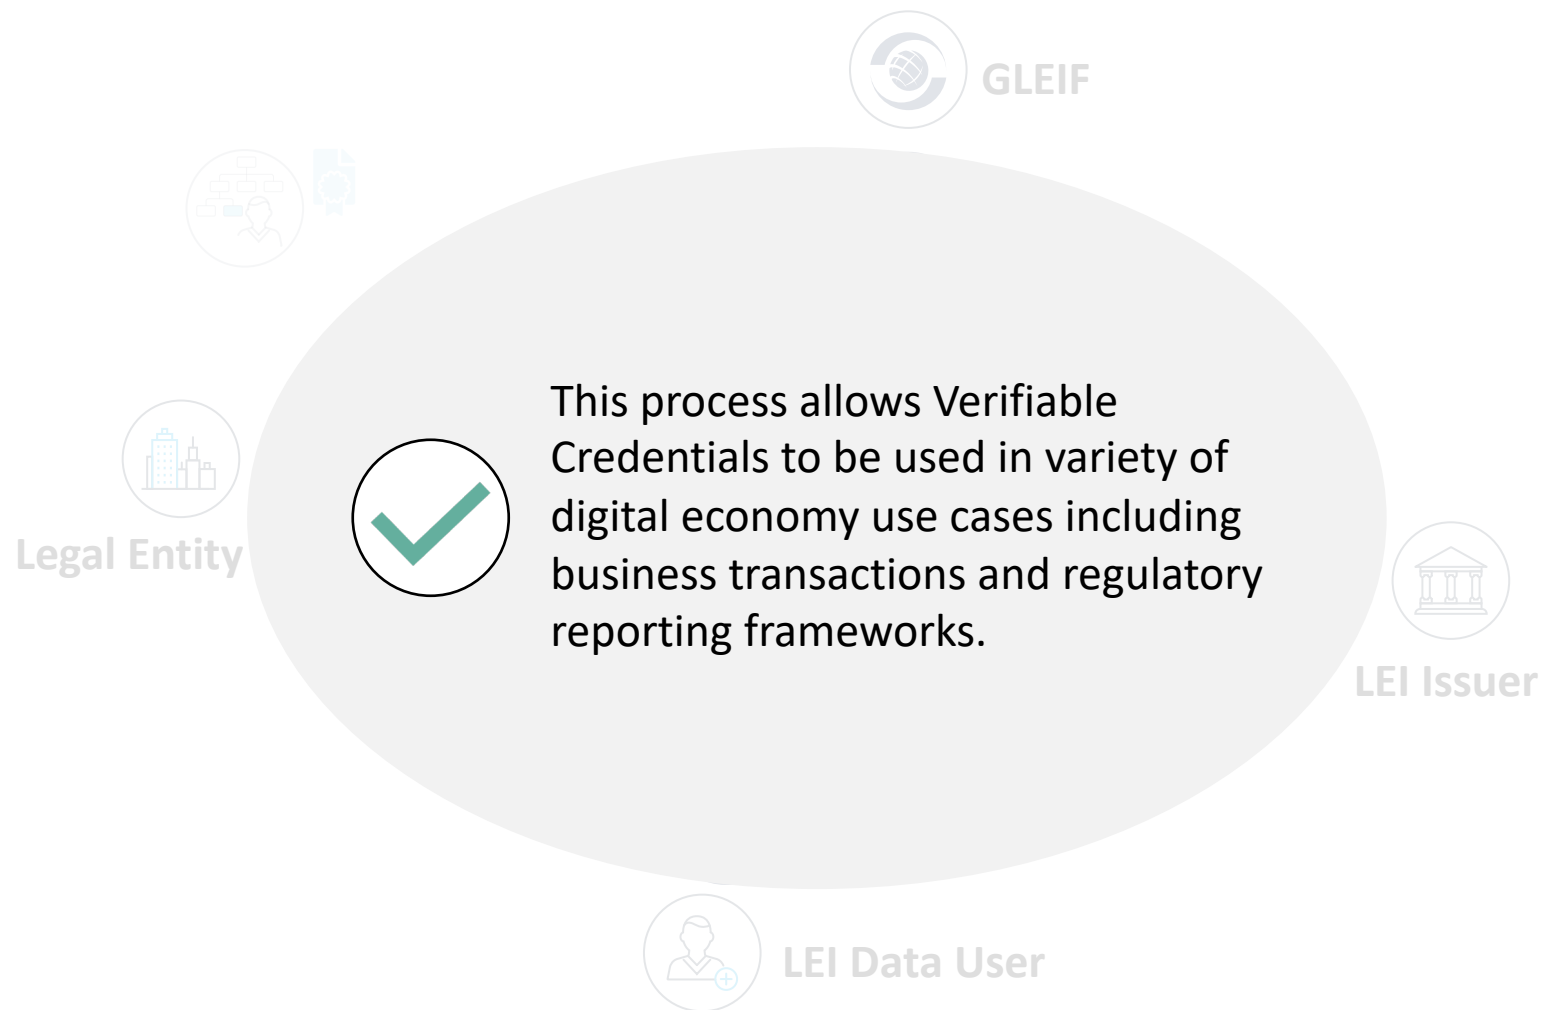 GLEIF
This process allows Verifiable
Credentials to be used in variety of
digital economy use cases including
business transactions and regulatory
reporting frameworks.
Legal Entity
LEI Issuer
LEI Data User